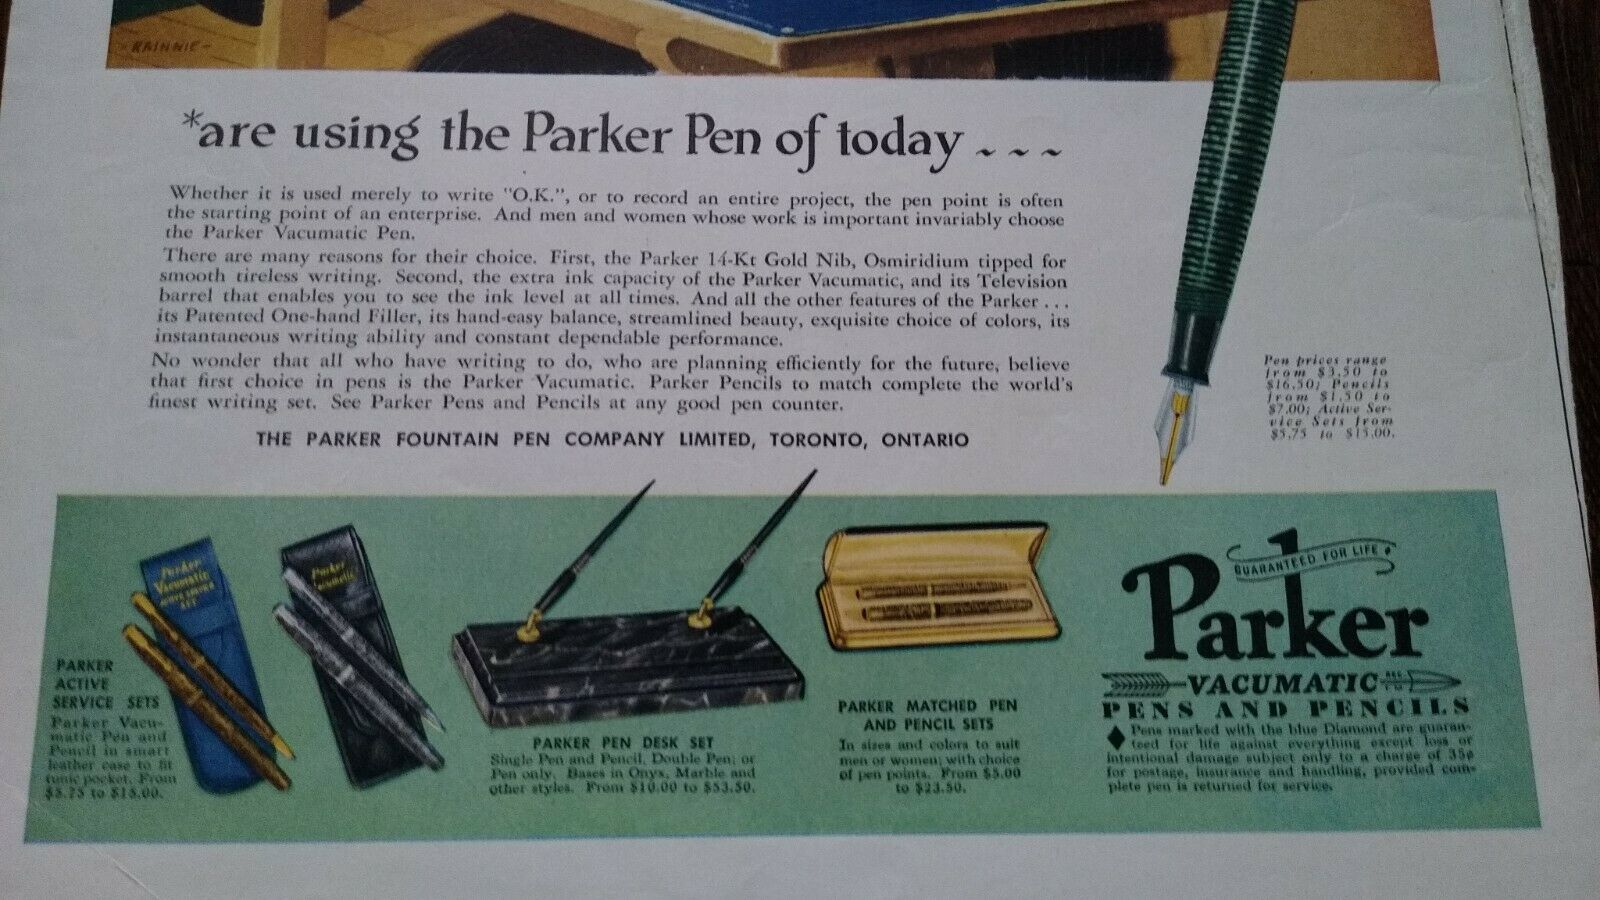 - RAINNIE -
*are using the Parker Pen of today ~ ~ ~
Whether it is used merely to write "O.K.", or to record an entire project, the pen point is often
the starting point of an enterprise. And men and women whose work is important invariably choose
the Parker Vacumatic Pen.
There are many reasons for their choice. First, the Parker 14-Kt Gold Nib, Osmiridium tipped for
smooth tireless writing. Second, the extra ink capacity of the Parker Vacumatic, and its Television
barrel that enables you to see the ink level at all times. And all the other features of the Parker ...
its Patented One-hand Filler, its hand-easy balance, streamlined beauty, exquisite choice of colors, its
instantaneous writing ability and constant dependable performance.
No wonder that all who have writing to do, who are planning efficiently for the future, believe
that first choice in pens is the Parker Vacumatic. Parker Pencils to match complete the world's
finest writing set. See Parker Pens and Pencils at any good pen counter.
THE PARKER FOUNTAIN PEN COMPANY LIMITED, TORONTO, ONTARIO
Pen prices range
from $3.50 to
$16.50; Pencils
from $1.50 to
$7.00; Active Ser-
vice Sets from
$5.75 to $15.00.
Parker
Vacumatic
SET
Parker
Vacumatic
PARKER
ACTIVE
SERVICE SETS
Parker Vacu-
matic Pen and
Pencil in smart
leather case to fit
tunic pocket. From
$5.75 to $15.00.
PARKER PEN DESK SET
Single Pen and Pencil, Double Pen; or
Pen only. Bases in Onyx, Marble and
other styles. From $10.00 to $53.50.
PARKER MATCHED PEN
AND PENCIL SETS
In sizes and colors to suit
men or women; with choice
of pen points. From $5.00
to $23.50.
GUARANTEED FOR LIFE
Parker
VACUMATIC
PENS AND PENCILS
Pens marked with the blue Diamond are guaran-
teed for life against everything except loss or
intentional damage subject only to a charge of 35¢
for postage, insurance and handling, provided com-
plete pen is returned for service.